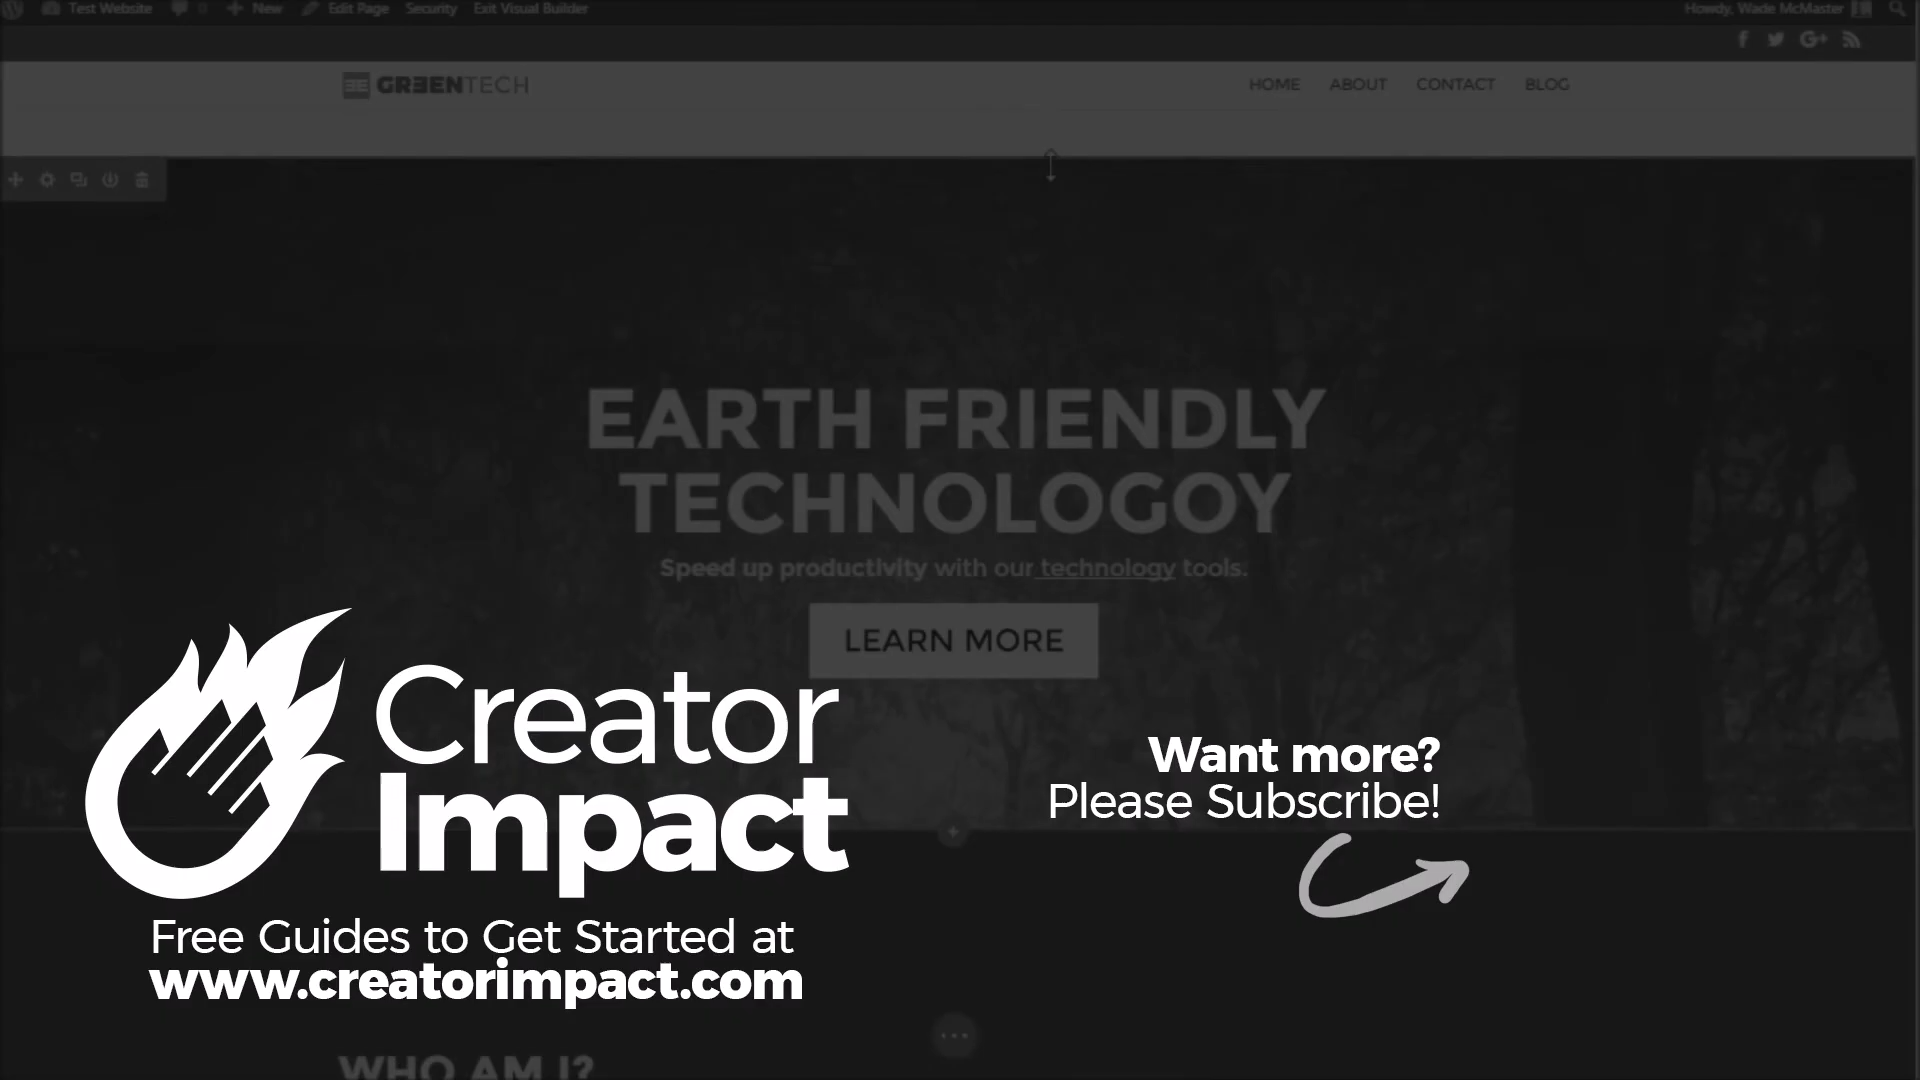 Test Website 0 New Edit Page Security Exit Visual Builder Howdy, Wade McMaster
GREENTECH HOME ABOUT CONTACT BLOG
EARTH FRIENDLY
TECHNOLOGOY
Speed up productivity with our technology tools.
LEARN MORE
Creator
Impact
Free Guides to Get Started at
www.creatorimpact.com
Want more?
Please Subscribe!
WHO AM I?